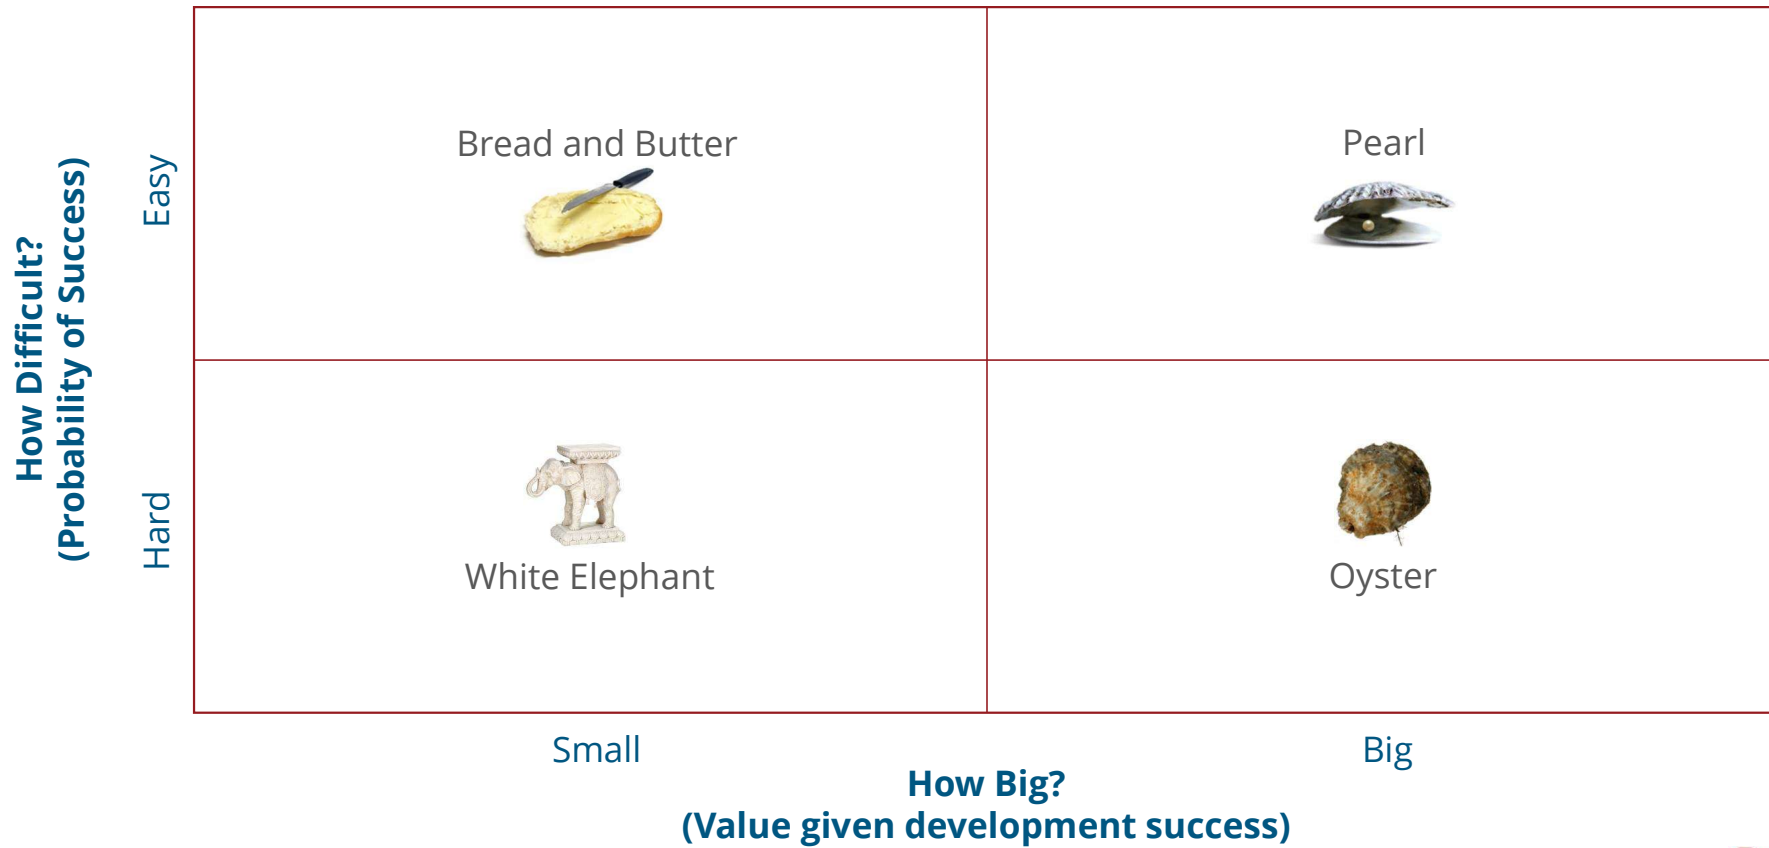 How Difficult?
(Probability of Success)
Easy
Hard
Bread and Butter
Pearl
White Elephant
Oyster
Small
Big
How Big?
(Value given development success)